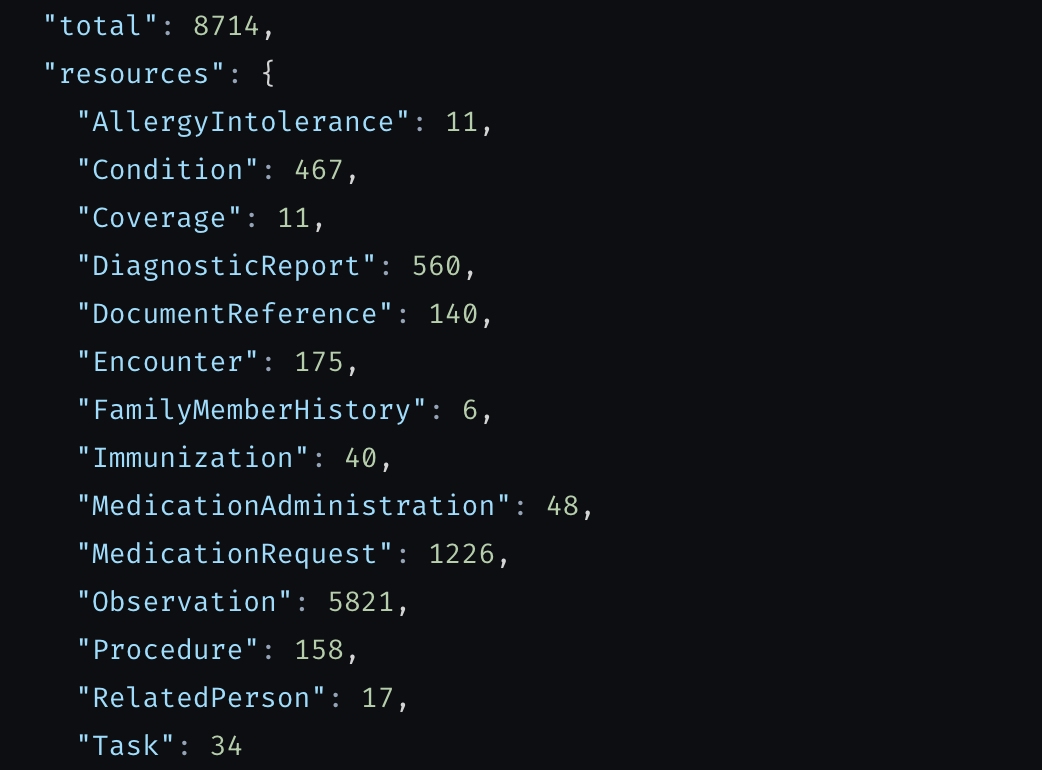 "total": 8714,
"resources": {
"AllergyIntolerance": 11,
"Condition": 467,
"Coverage": 11,
"DiagnosticReport": 560,
"DocumentReference": 140,
"Encounter": 175,
"FamilyMemberHistory": 6,
"Immunization": 40,
"MedicationAdministration": 48,
"MedicationRequest": 1226,
"Observation": 5821,
"Procedure": 158,
"RelatedPerson": 17,
"Task": 34